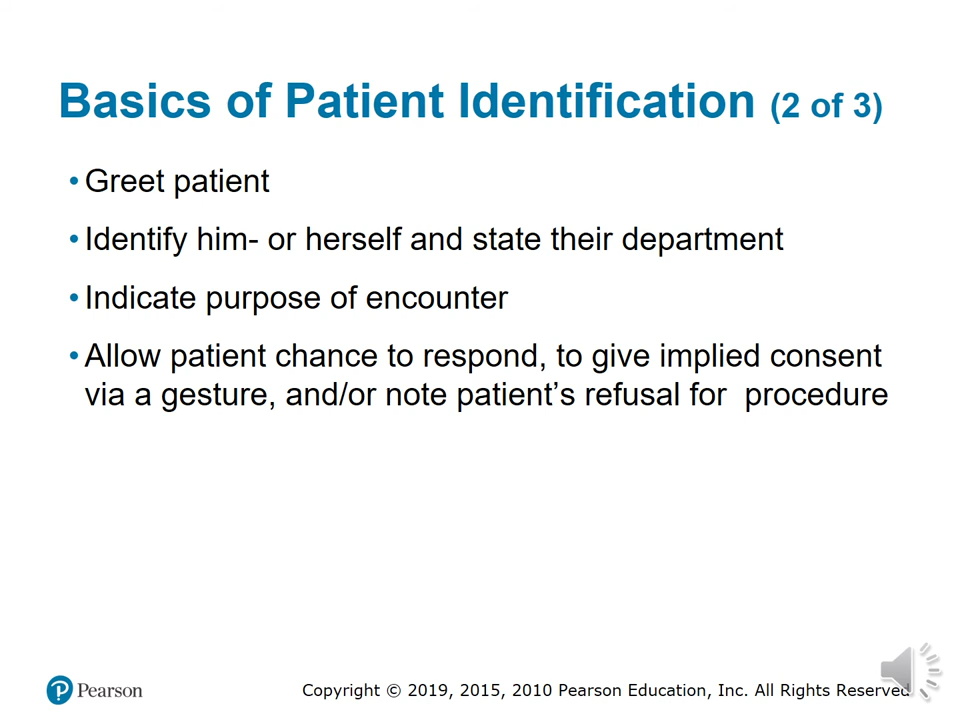 Basics of Patient Identification (2 of 3)
• Greet patient
• Identify him- or herself and state their department
• Indicate purpose of encounter
• Allow patient chance to respond, to give implied consent
via a gesture, and/or note patient’s refusal for  procedure
Pearson
Copyright © 2019, 2015, 2010 Pearson Education, Inc. All Rights Reserved